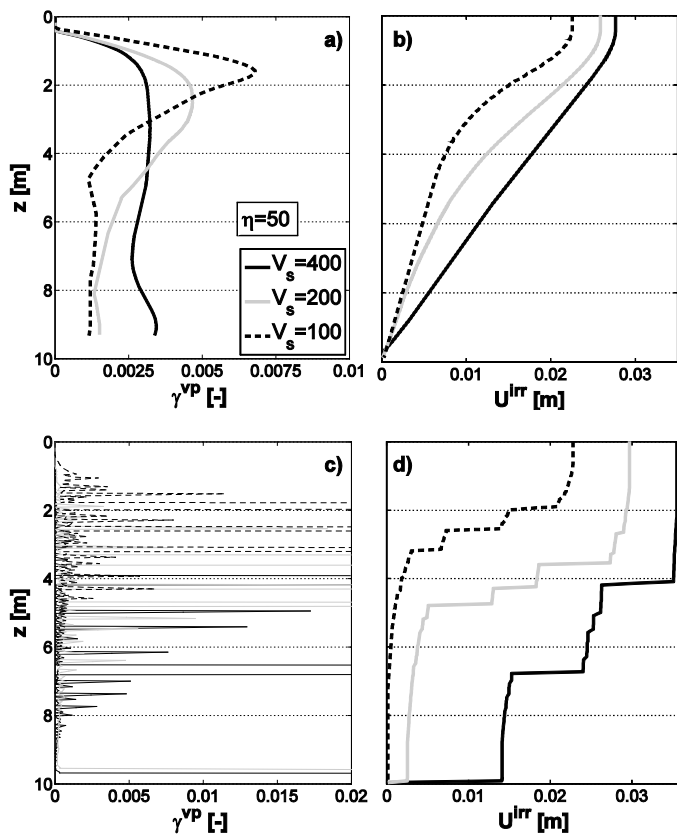 0
2
4
6
8
10
z [m]
a)
η=50
V_s=400
V_s=200
V_s=100
0 0.0025 0.005 0.0075 0.01
γ^vp [-]
b)
0 0.01 0.02 0.03
U^irr [m]
0
2
4
6
8
10
z [m]
c)
0 0.005 0.01 0.015 0.02
γ^vp [-]
d)
0 0.01 0.02 0.03
U^irr [m]